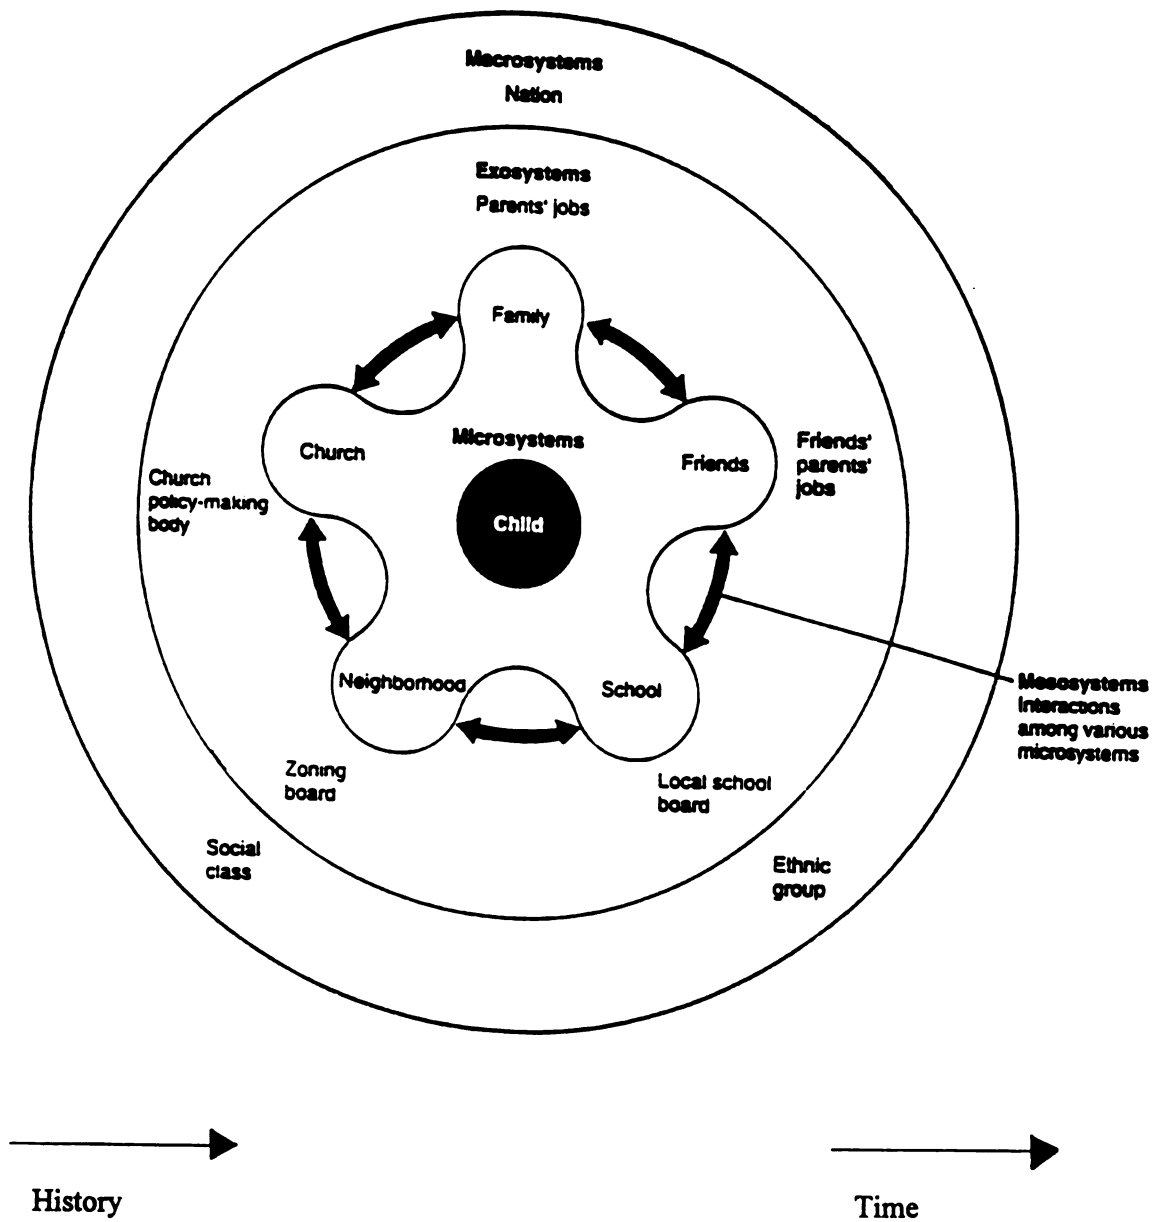 Macrosystems
Nation
Exosystems
Parents' jobs
Family
Microsystems
Church
Friends
Friends'
parents'
jobs
Church
policy-making
body
Child
Neighborhood
School
Mesosystems
Interactions
among various
microsystems
Zoning
board
Local school
board
Social
class
Ethnic
group
History
Time